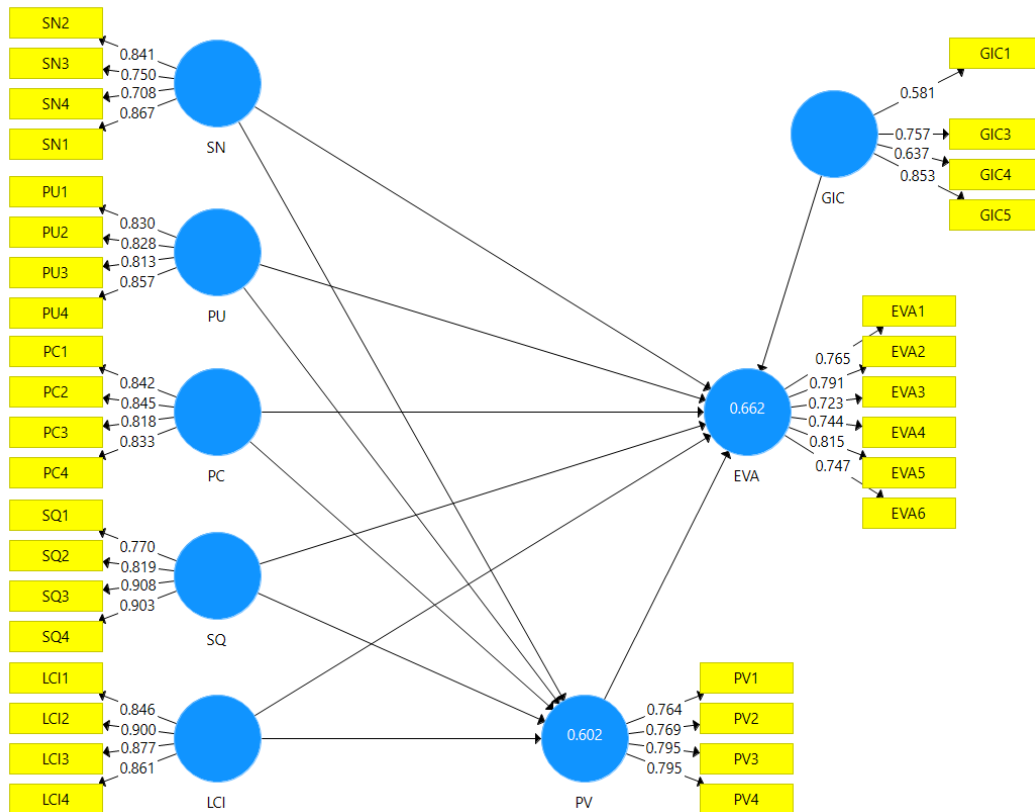 SN2
SN3
SN4
SN1
0.841
0.750
0.708
0.867
SN
PU1
PU2
PU3
PU4
0.830
0.828
0.813
0.857
PU
PC1
PC2
PC3
PC4
0.842
0.845
0.818
0.833
PC
SQ1
SQ2
SQ3
SQ4
0.770
0.819
0.908
0.903
SQ
LCI1
LCI2
LCI3
LCI4
0.846
0.900
0.877
0.861
LCI
GIC
0.581
0.757
0.637
0.853
GIC1
GIC3
GIC4
GIC5
0.662
EVA
0.765
0.791
0.723
0.744
0.815
0.747
EVA1
EVA2
EVA3
EVA4
EVA5
EVA6
0.602
PV
0.764
0.769
0.795
0.795
PV1
PV2
PV3
PV4